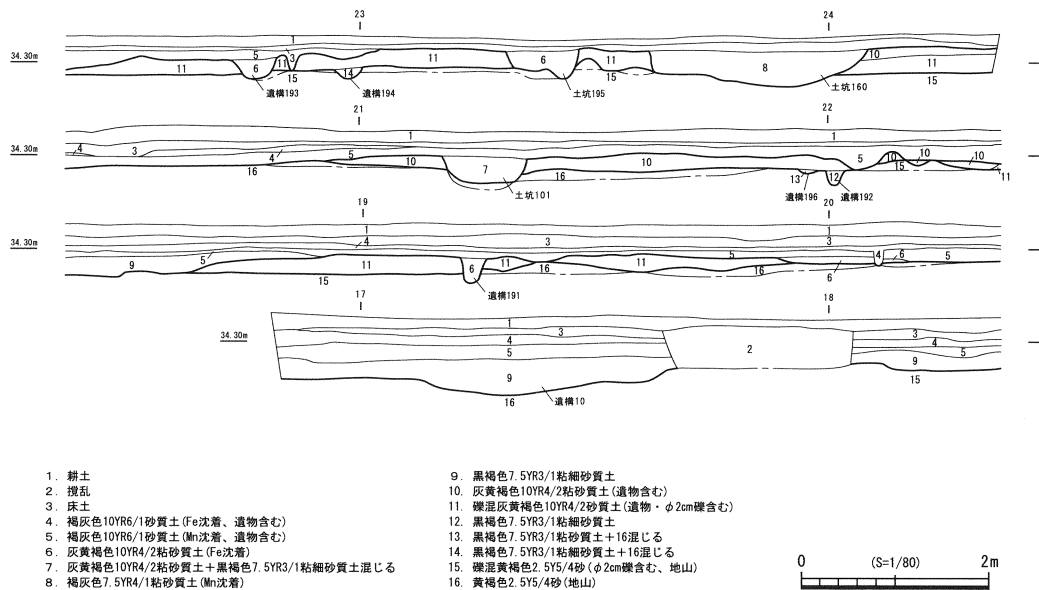 23 24
1
34.30m 5 3 11 6 11 8 10 11
11 6 11 15 14 15 15
遺構193 遺構194 土坑195 土坑160
21 22
1 1
34.30m 4 3 4 5 10 7 10 5 10 10 10
16 16 13 12 15 11
土坑101 遺構196 遺構192
19 20
1 1
34.30m 4 3 3
9 5 11 6 11 16 11 5 16 6 4 6 5
15
遺構191
17 18
1
34.30m 3 3
4 2 4
5 5
9 9
16 遺構10 15
1. 耕土
2. 撹乱
3. 床土
4. 褐灰色10YR6/1砂質土(Fe沈着、遺物含む)
5. 褐灰色10YR6/1砂質土(Mn沈着、遺物含む)
6. 灰黄褐色10YR4/2粘砂質土(Fe沈着)
7. 灰黄褐色10YR4/2粘砂質土+黒褐色7.5YR3/1粘細砂質土混じる
8. 褐灰色7.5YR4/1粘砂質土(Mn沈着)
9. 黒褐色7.5YR3/1粘細砂質土
10. 灰黄褐色10YR4/2粘砂質土(遺物含む)
11. 礫混灰黄褐色10YR4/2砂質土(遺物・φ2cm礫含む)
12. 黒褐色7.5YR3/1粘細砂質土
13. 黒褐色7.5YR3/1粘砂質土+16混じる
14. 黒褐色7.5YR3/1粘細砂質土+16混じる
15. 礫混黄褐色2.5Y5/4砂(φ2cm礫含む、地山)
16. 黄褐色2.5Y5/4砂(地山)
0 (S=1/80) 2m